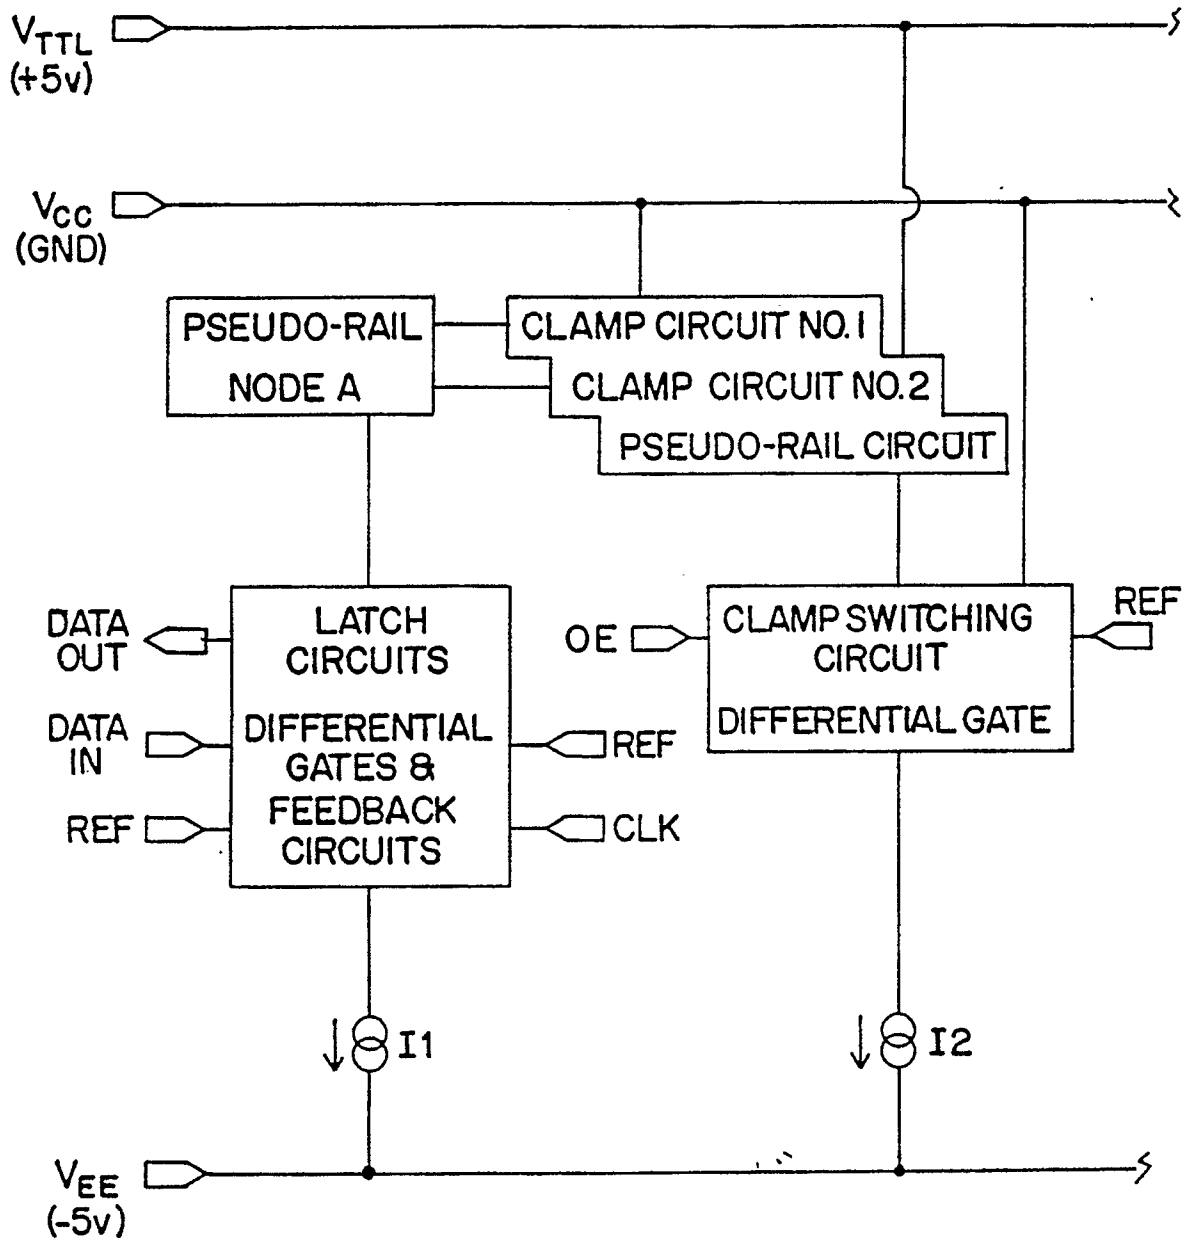 VTTL
(+5v)
VCC
(GND)
PSEUDO-RAIL
NODE A
CLAMP CIRCUIT NO.1
CLAMP CIRCUIT NO.2
PSEUDO-RAIL CIRCUIT
DATA
OUT
DATA
IN
REF
LATCH
CIRCUITS
DIFFERENTIAL
GATES &
FEEDBACK
CIRCUITS
REF
CLK
OE
CLAMP SWITCHING
CIRCUIT
DIFFERENTIAL GATE
REF
I1
I2
VEE
(-5v)